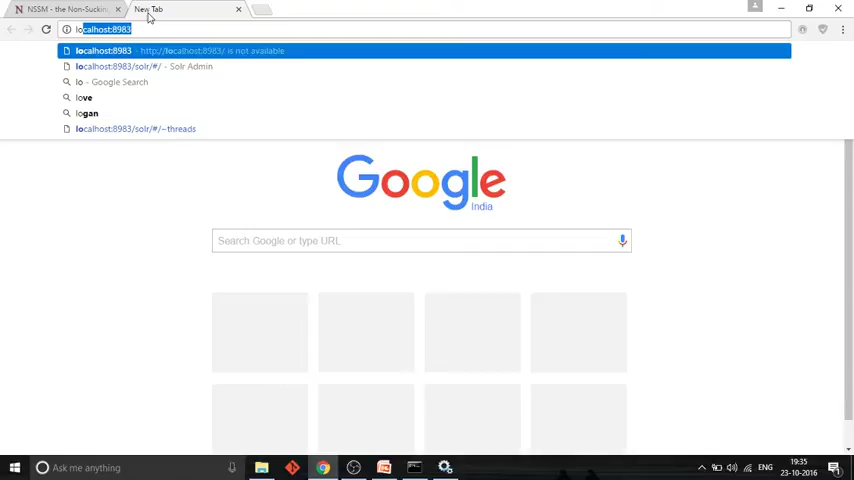 NSSM - the Non-Suckin
New Tab
localhost:8983
localhost:8983 - http://localhost:8983/ is not available
localhost:8983/solr/#/ - Solr Admin
lo - Google Search
love
logan
localhost:8983/solr/#/~threads
Google
India
Search Google or type URL
Ask me anything
ENG
19:35
23-10-2016
1